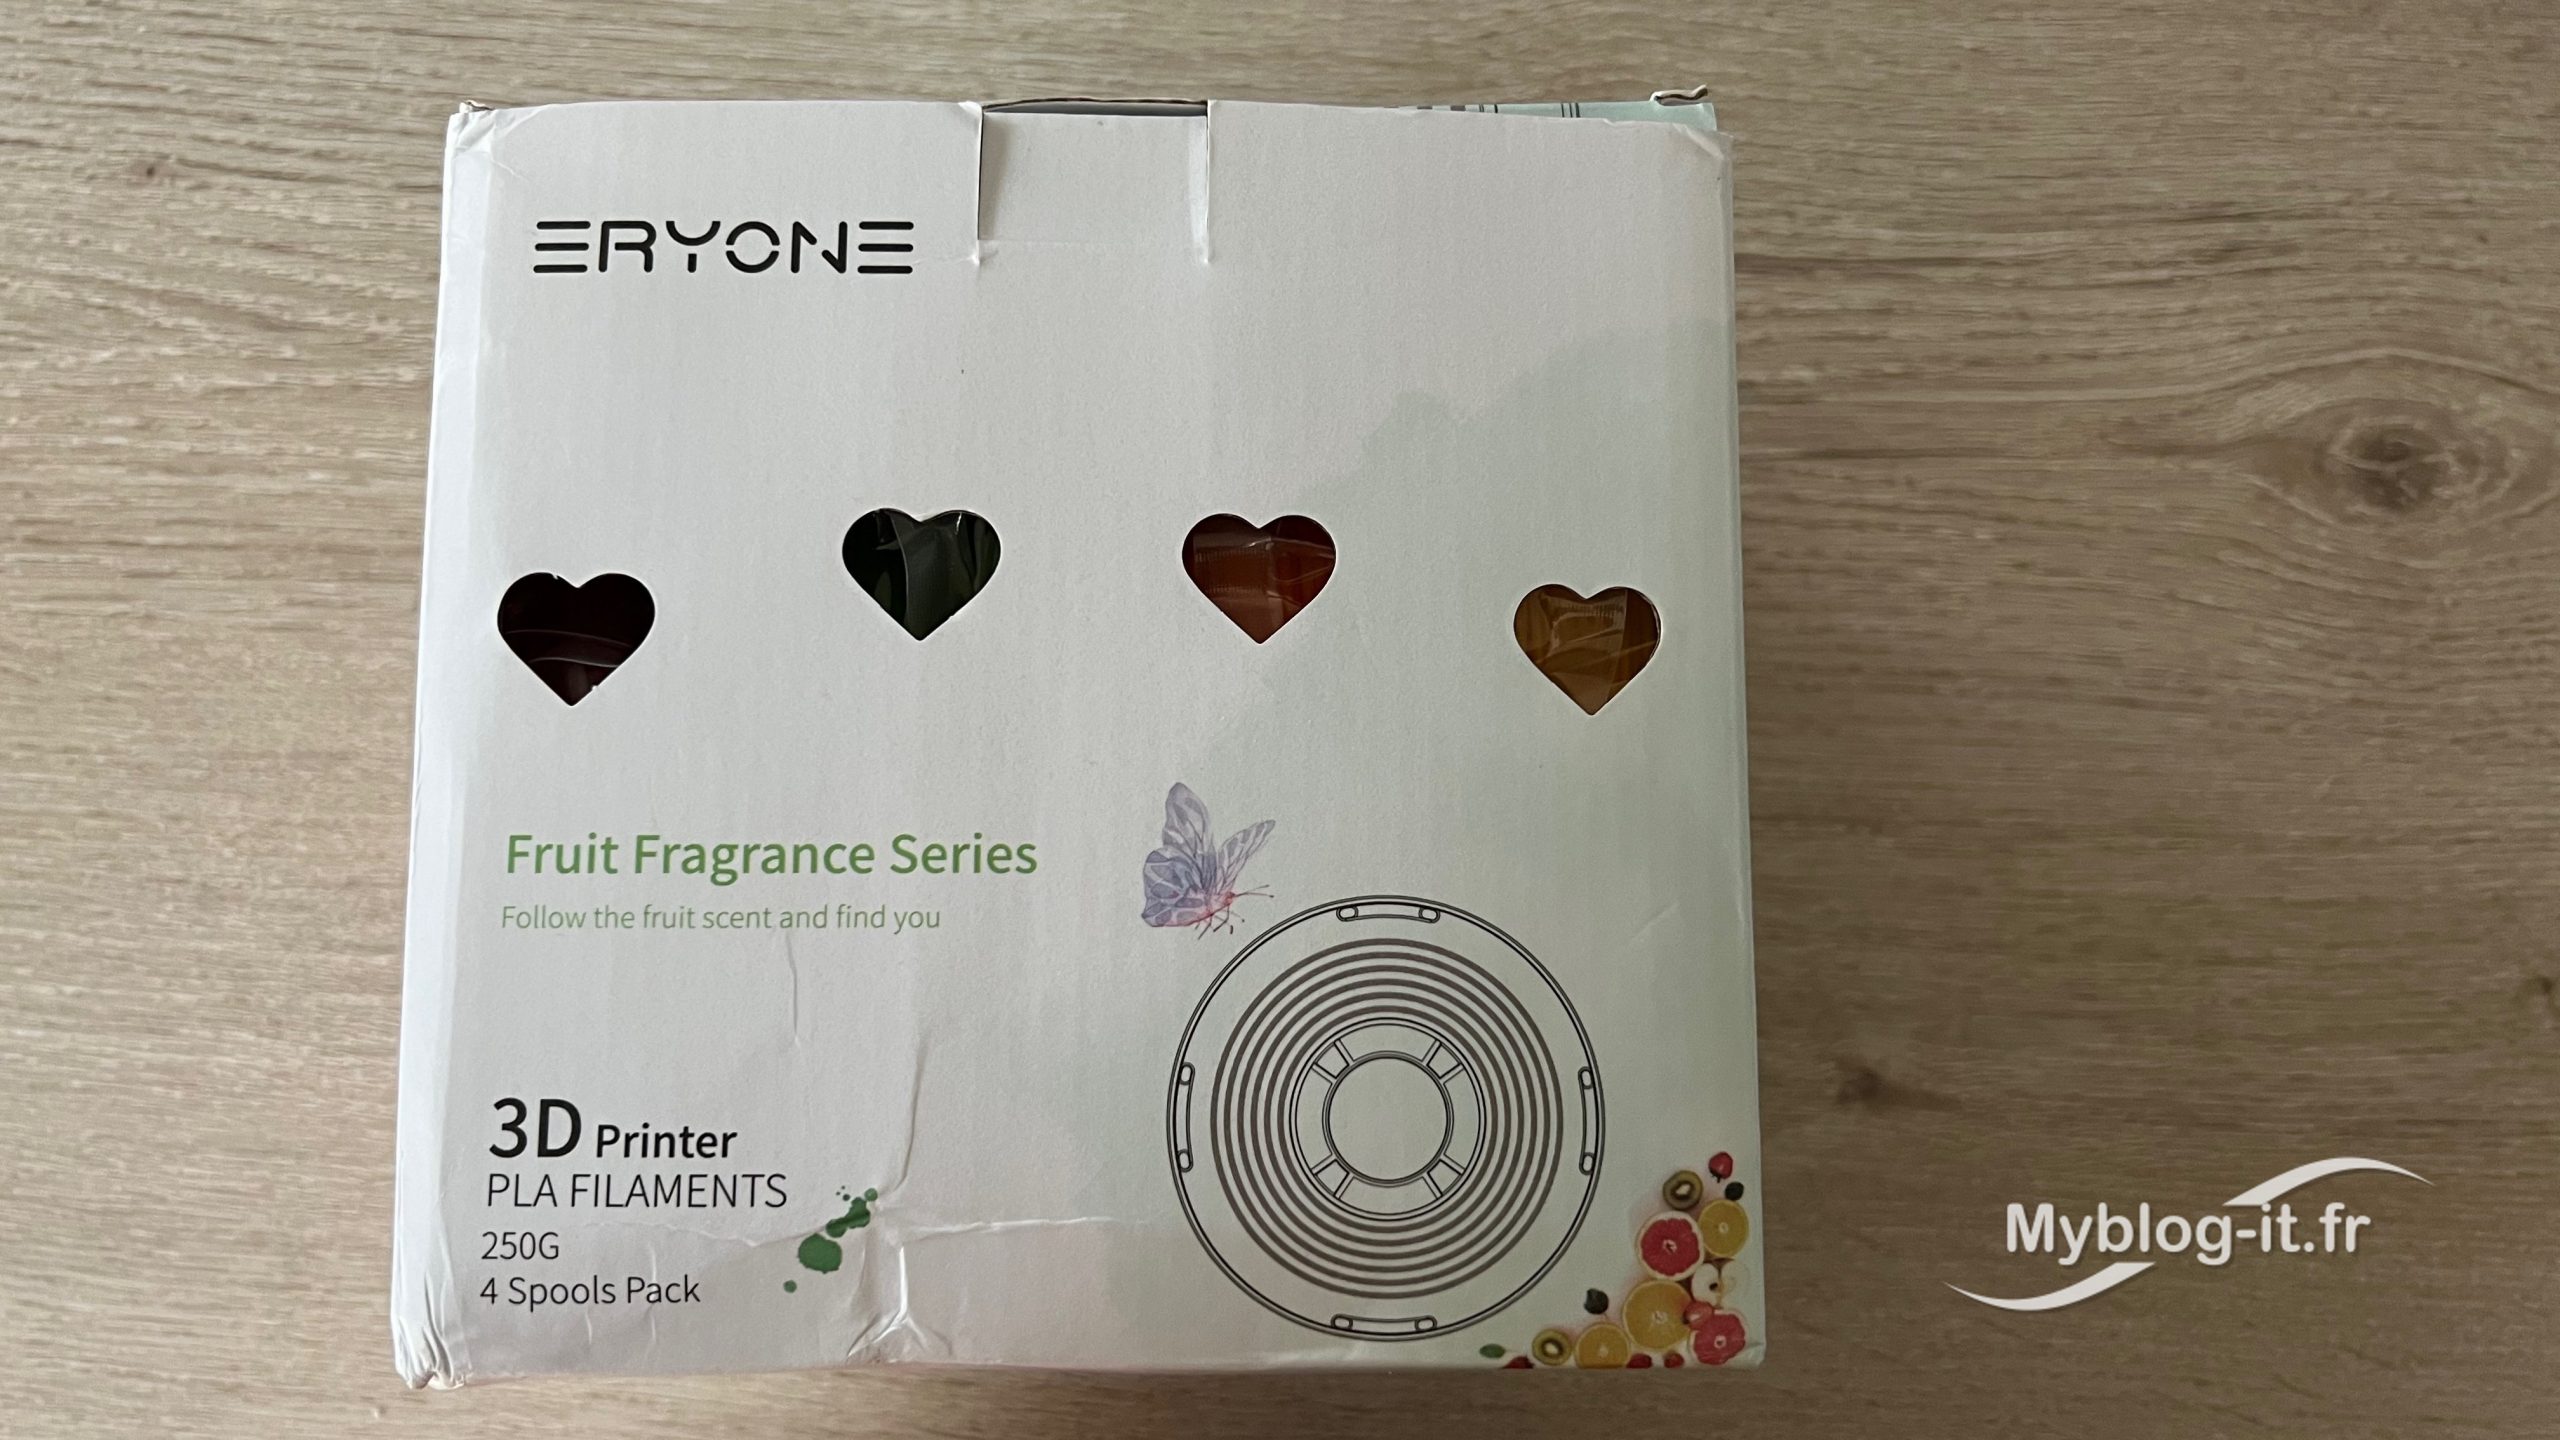 ERYONE
Fruit Fragrance Series
Follow the fruit scent and find you
3D Printer
PLA FILAMENTS
250G
4 Spools Pack
Myblog-it.fr